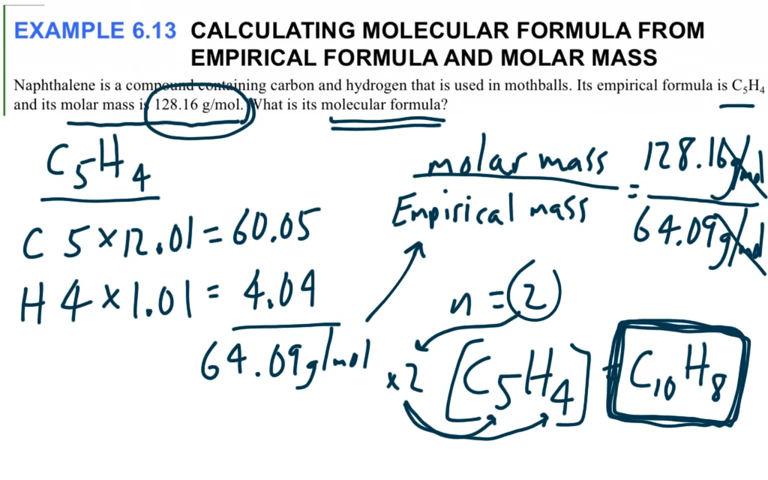 EXAMPLE 6.13 CALCULATING MOLECULAR FORMULA FROM
EMPIRICAL FORMULA AND MOLAR MASS
Naphthalene is a compound containing carbon and hydrogen that is used in mothballs. Its empirical formula is C₅H₄
and its molar mass is 128.16 g/mol. What is its molecular formula?
C₅H₄
C 5×12.01 = 60.05
H 4×1.01 = 4.04
64.09 g/mol
molar mass
Empirical mass
=
128.16 g/mol
64.09 g/mol
n = 2
×2 [C₅H₄] = C₁₀H₈